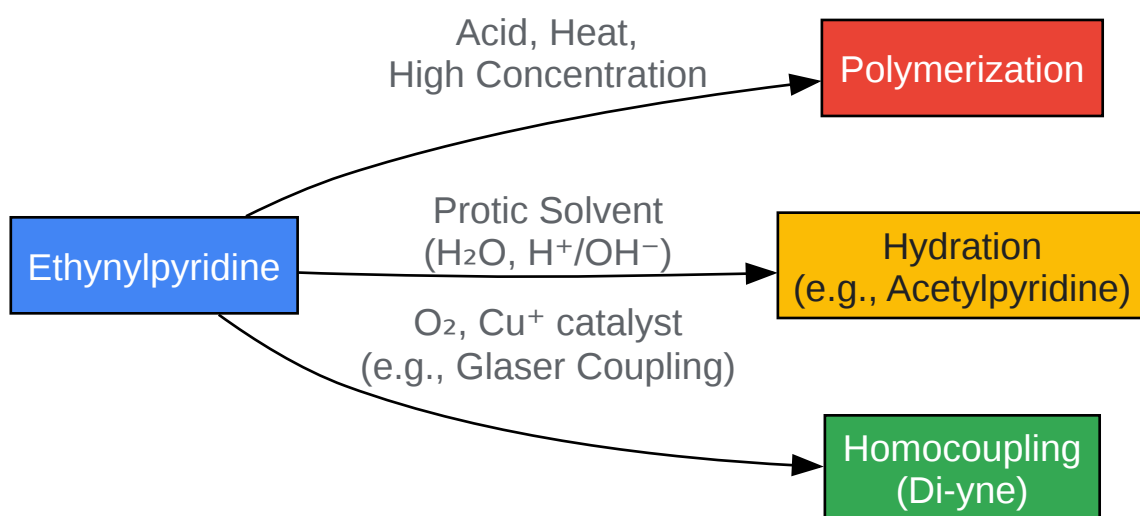 Acid, Heat,
High Concentration
Polymerization
Ethynylpyridine
Protic Solvent
(H₂O, H⁺/OH⁻)
Hydration
(e.g., Acetylpyridine)
O₂, Cu⁺ catalyst
(e.g., Glaser Coupling)
Homocoupling
(Di-yne)